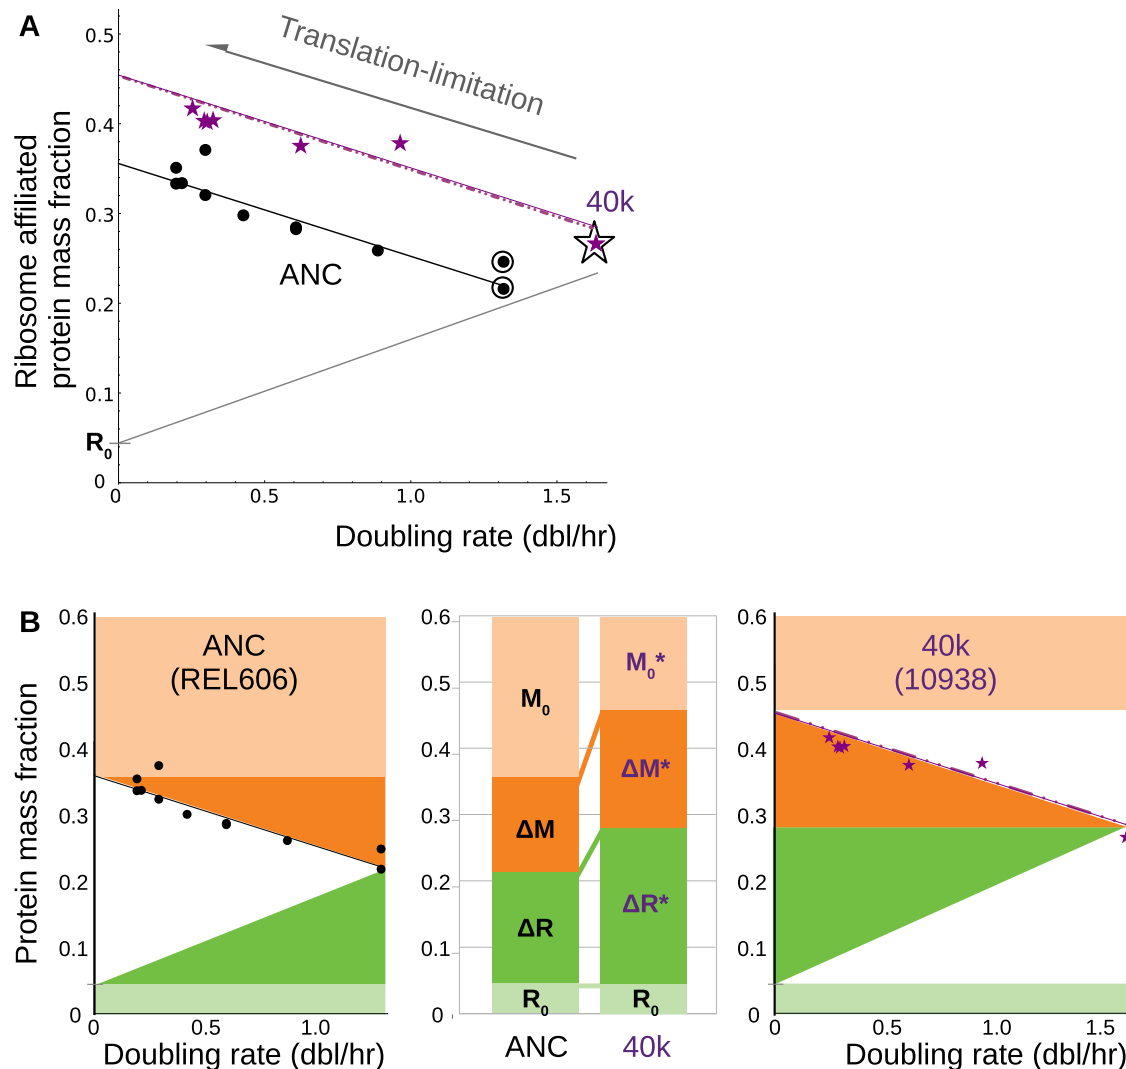 A
Translation-limitation
Ribosome affiliated
protein mass fraction
0.5
0.4
0.3
0.2
0.1
R₀
0
40k
ANC
0 0.5 1.0 1.5
Doubling rate (dbl/hr)
B
Protein mass fraction
0.6
0.5
0.4
0.3
0.2
0.1
0
ANC
(REL606)
0 0.5 1.0
Doubling rate (dbl/hr)
0.6
0.5
0.4
0.3
0.2
0.1
0
M₀
ΔM
ΔR
R₀
M₀*
ΔM*
ΔR*
R₀
ANC 40k
0.6
0.5
0.4
0.3
0.2
0.1
0
40k
(10938)
0 0.5 1.0 1.5
Doubling rate (dbl/hr)